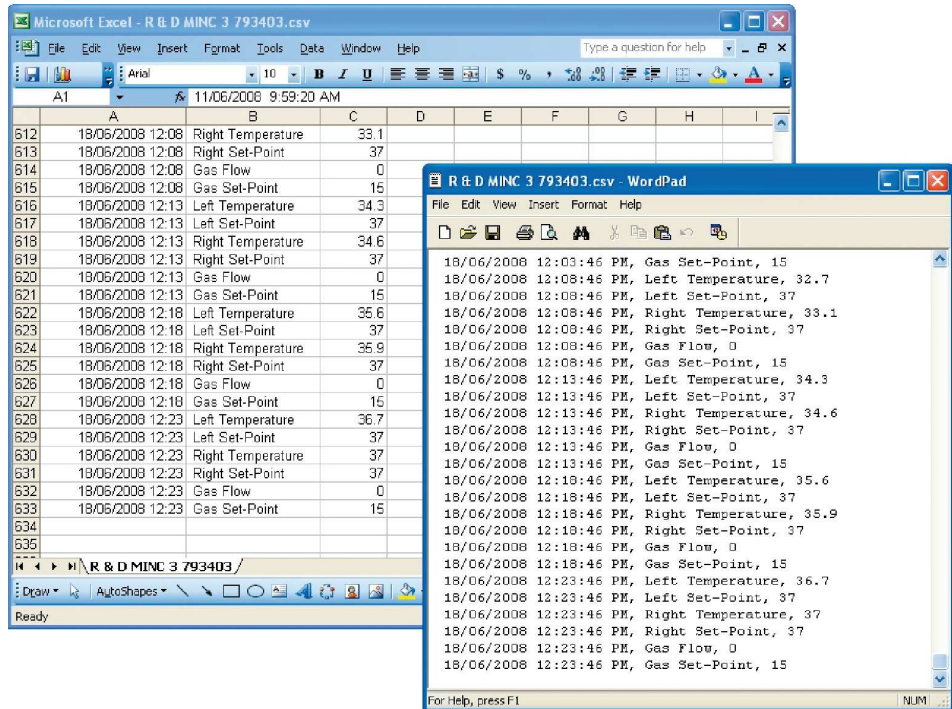 Microsoft Excel - R & D MINC 3 793403.csv
File Edit View Insert Format Tools Data Window Help Type a question for help
Arial 10 B I U $ % ,
A1 fx 11/06/2008 9:59:20 AM
A B C D E F G H I
612 18/06/2008 12:08 Right Temperature 33.1
613 18/06/2008 12:08 Right Set-Point 37
614 18/06/2008 12:08 Gas Flow 0
615 18/06/2008 12:08 Gas Set-Point 15
616 18/06/2008 12:13 Left Temperature 34.3
617 18/06/2008 12:13 Left Set-Point 37
618 18/06/2008 12:13 Right Temperature 34.6
619 18/06/2008 12:13 Right Set-Point 37
620 18/06/2008 12:13 Gas Flow 0
621 18/06/2008 12:13 Gas Set-Point 15
622 18/06/2008 12:18 Left Temperature 35.6
623 18/06/2008 12:18 Left Set-Point 37
624 18/06/2008 12:18 Right Temperature 35.9
625 18/06/2008 12:18 Right Set-Point 37
626 18/06/2008 12:18 Gas Flow 0
627 18/06/2008 12:18 Gas Set-Point 15
628 18/06/2008 12:23 Left Temperature 36.7
629 18/06/2008 12:23 Left Set-Point 37
630 18/06/2008 12:23 Right Temperature 37
631 18/06/2008 12:23 Right Set-Point 37
632 18/06/2008 12:23 Gas Flow 0
633 18/06/2008 12:23 Gas Set-Point 15
634
635
R & D MINC 3 793403
Draw AutoShapes
Ready
R & D MINC 3 793403.csv - WordPad
File Edit View Insert Format Help
18/06/2008 12:03:46 PM, Gas Set-Point, 15
18/06/2008 12:08:46 PM, Left Temperature, 32.7
18/06/2008 12:08:46 PM, Left Set-Point, 37
18/06/2008 12:08:46 PM, Right Temperature, 33.1
18/06/2008 12:08:46 PM, Right Set-Point, 37
18/06/2008 12:08:46 PM, Gas Flow, 0
18/06/2008 12:08:46 PM, Gas Set-Point, 15
18/06/2008 12:13:46 PM, Left Temperature, 34.3
18/06/2008 12:13:46 PM, Left Set-Point, 37
18/06/2008 12:13:46 PM, Right Temperature, 34.6
18/06/2008 12:13:46 PM, Right Set-Point, 37
18/06/2008 12:13:46 PM, Gas Flow, 0
18/06/2008 12:13:46 PM, Gas Set-Point, 15
18/06/2008 12:18:46 PM, Left Temperature, 35.6
18/06/2008 12:18:46 PM, Left Set-Point, 37
18/06/2008 12:18:46 PM, Right Temperature, 35.9
18/06/2008 12:18:46 PM, Right Set-Point, 37
18/06/2008 12:18:46 PM, Gas Flow, 0
18/06/2008 12:18:46 PM, Gas Set-Point, 15
18/06/2008 12:23:46 PM, Left Temperature, 36.7
18/06/2008 12:23:46 PM, Left Set-Point, 37
18/06/2008 12:23:46 PM, Right Temperature, 37
18/06/2008 12:23:46 PM, Right Set-Point, 37
18/06/2008 12:23:46 PM, Gas Flow, 0
18/06/2008 12:23:46 PM, Gas Set-Point, 15
For Help, press F1 NUM